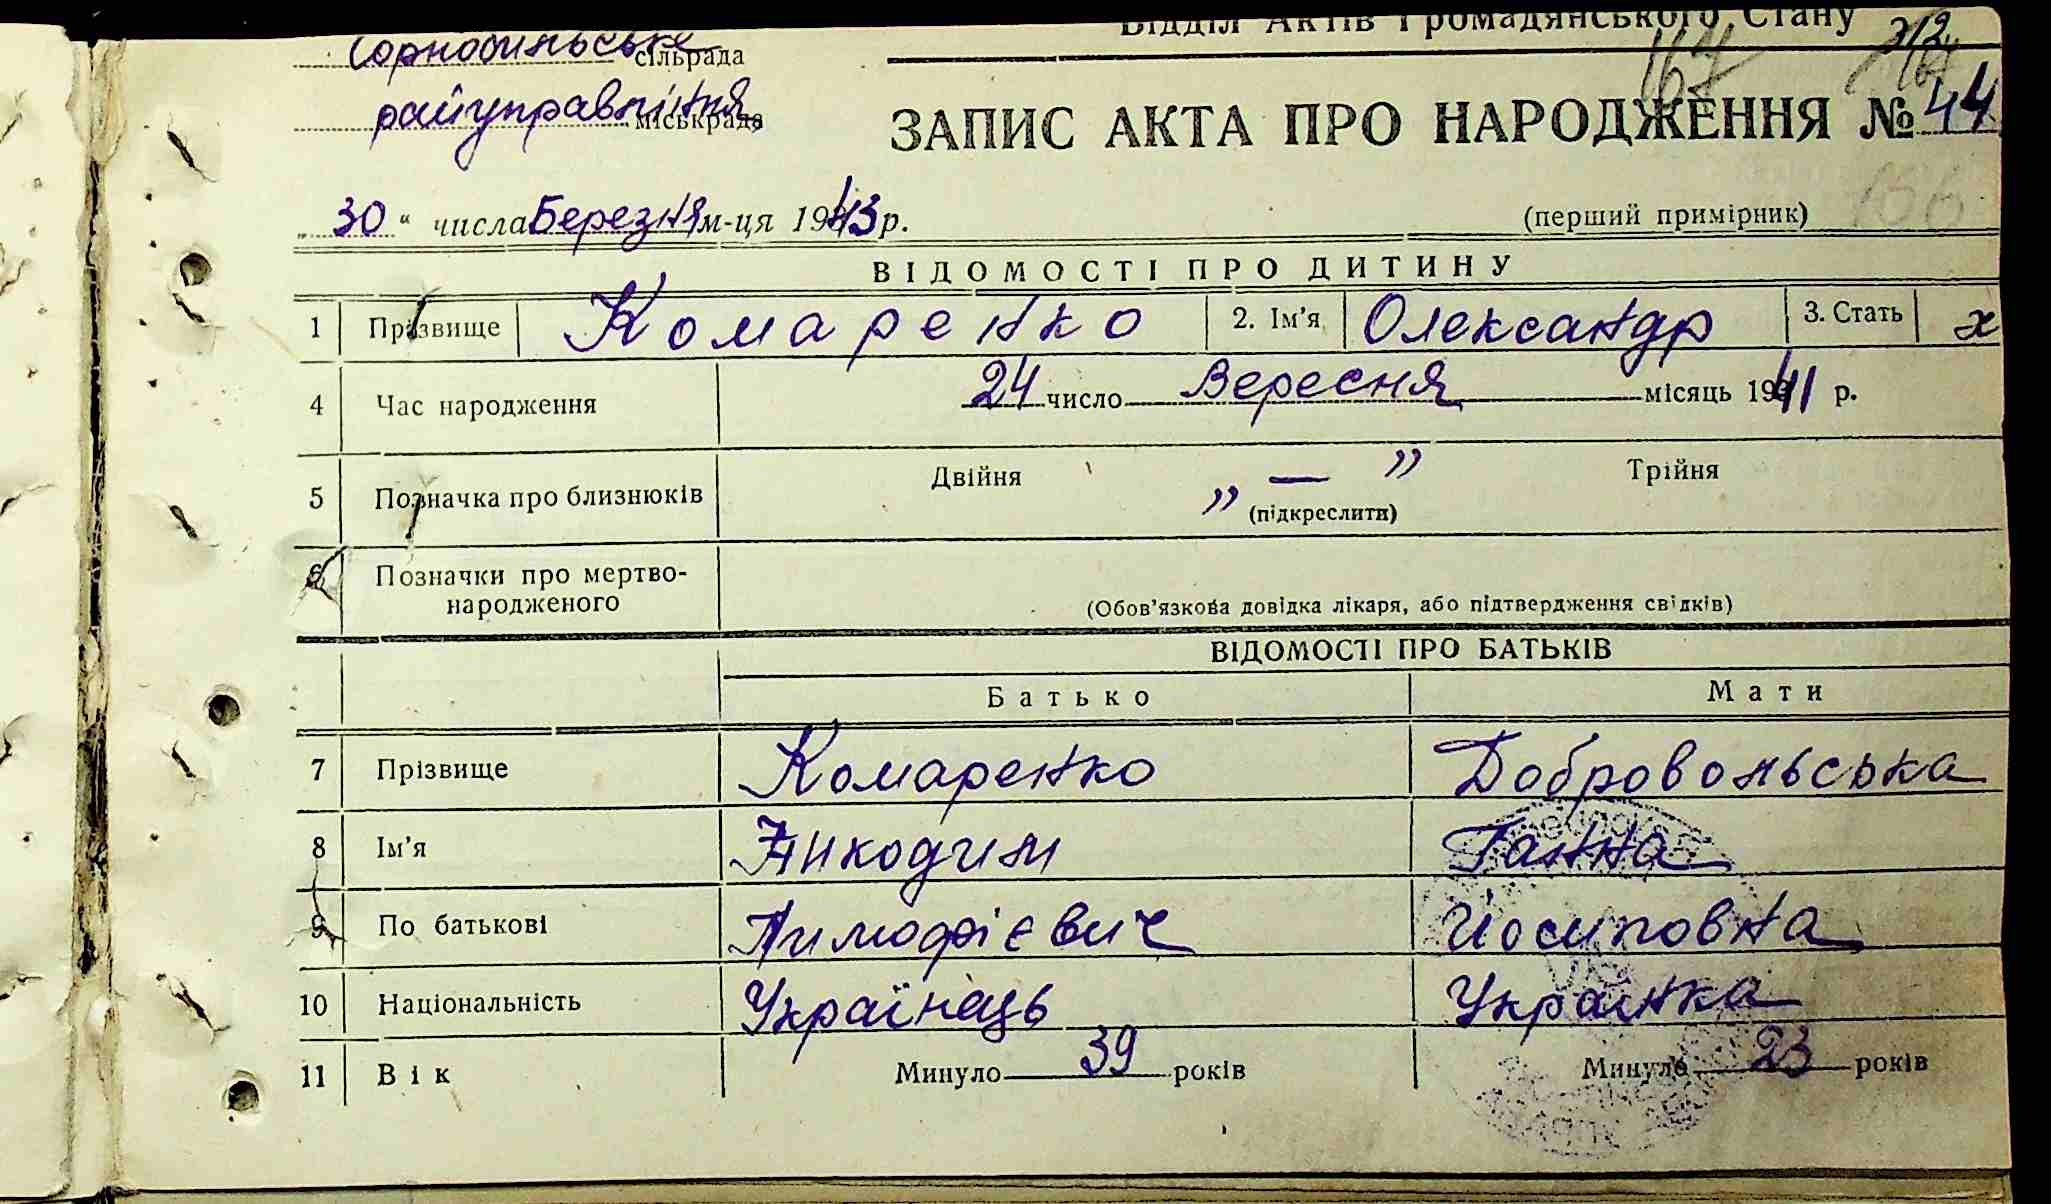 Відділ Актів Громадянського Стану
Чорнобильське сільрада
райуправління міськрада
167
ЗАПИС АКТА ПРО НАРОДЖЕННЯ № 44
„30“ числа Березня м-ця 1943 р.
(перший примірник) 166
ВІДОМОСТІ ПРО ДИТИНУ
1 Прізвище Комаренко 2. Ім'я Олександр 3. Стать х
4 Час народження 24 число Вересня місяць 1941 р.
5 Позначка про близнюків Двійня „ — ” Трійня
(підкреслити)
6 Позначки про мертво-
народженого
(Обов'язкова довідка лікаря, або підтвердження свідків)
ВІДОМОСТІ ПРО БАТЬКІВ
Батько Мати
7 Прізвище Комаренко Добровольська
8 Ім'я Никодим Ганна
9 По батькові Тимофієвич Йосиповна
10 Національність Українець Українка
11 Вік Минуло 39 років Минуло 23 років